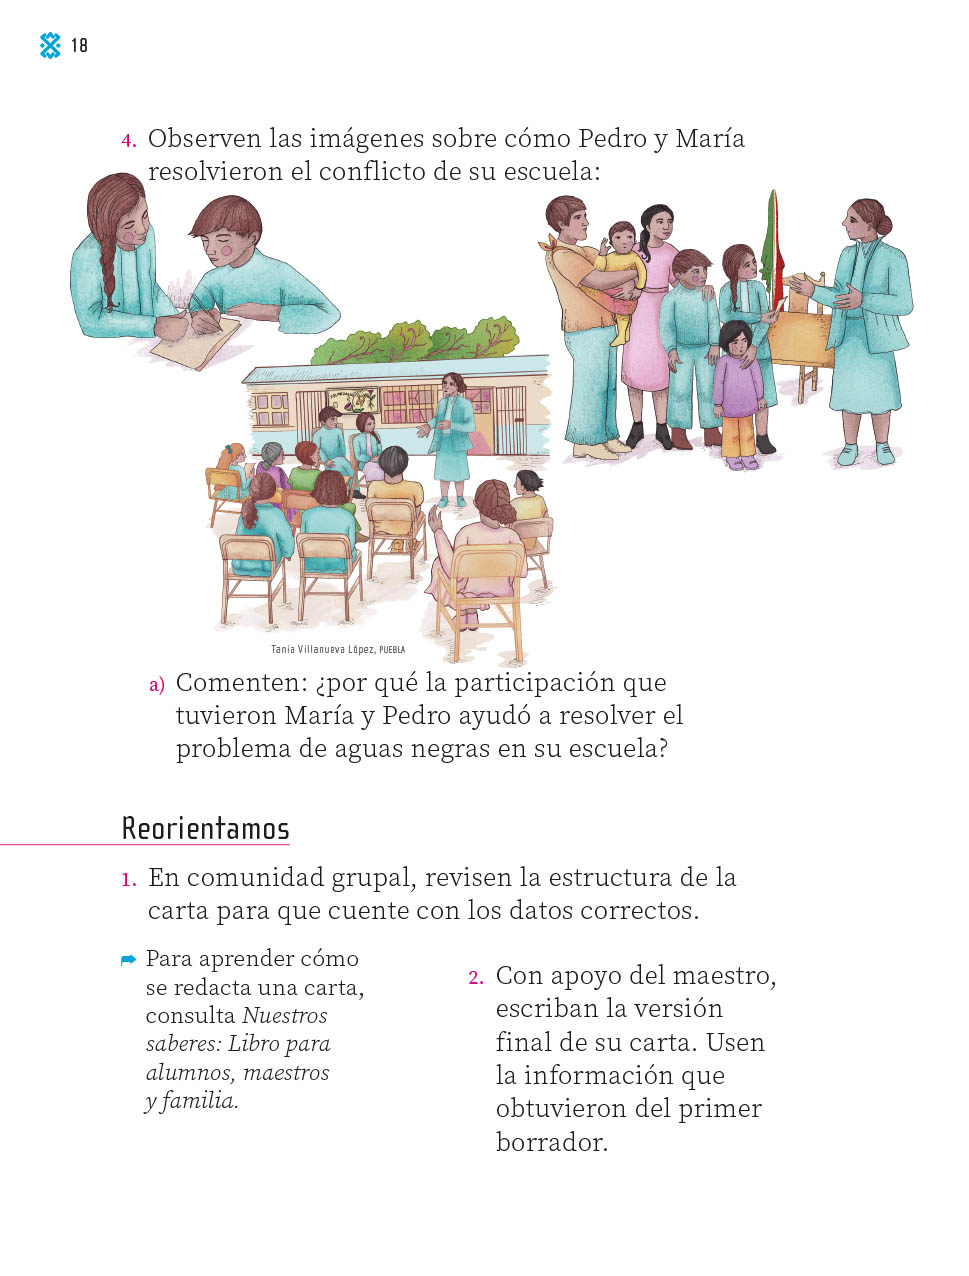 18
4. Observen las imágenes sobre cómo Pedro y María
resolvieron el conflicto de su escuela:
Tania Villanueva López, PUEBLA
a) Comenten: ¿por qué la participación que
tuvieron María y Pedro ayudó a resolver el
problema de aguas negras en su escuela?
Reorientamos
1. En comunidad grupal, revisen la estructura de la
carta para que cuente con los datos correctos.
Para aprender cómo
se redacta una carta,
consulta Nuestros
saberes: Libro para
alumnos, maestros
y familia.
2. Con apoyo del maestro,
escriban la versión
final de su carta. Usen
la información que
obtuvieron del primer
borrador.